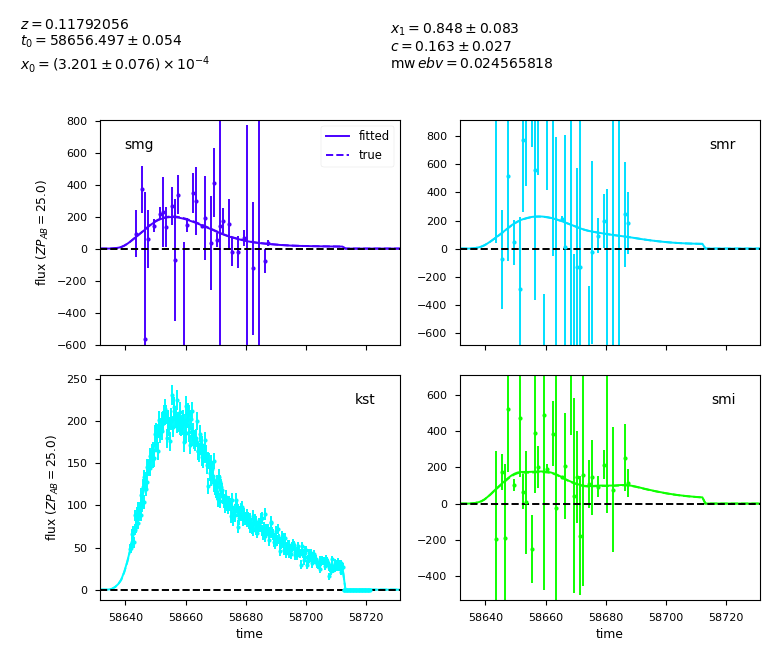 z = 0.11792056
t₀ = 58656.497 ± 0.054
x₀ = (3.201 ± 0.076) × 10⁻⁴
x₁ = 0.848 ± 0.083
c = 0.163 ± 0.027
mw ebv = 0.024565818
800
600
400
200
0
−200
−400
−600
flux (ZP_AB = 25.0)
smg
fitted
true
800
600
400
200
0
−200
−400
−600
smr
250
200
150
100
50
0
flux (ZP_AB = 25.0)
kst
58640
58660
58680
58700
58720
time
600
400
200
0
−200
−400
smi
58640
58660
58680
58700
58720
time